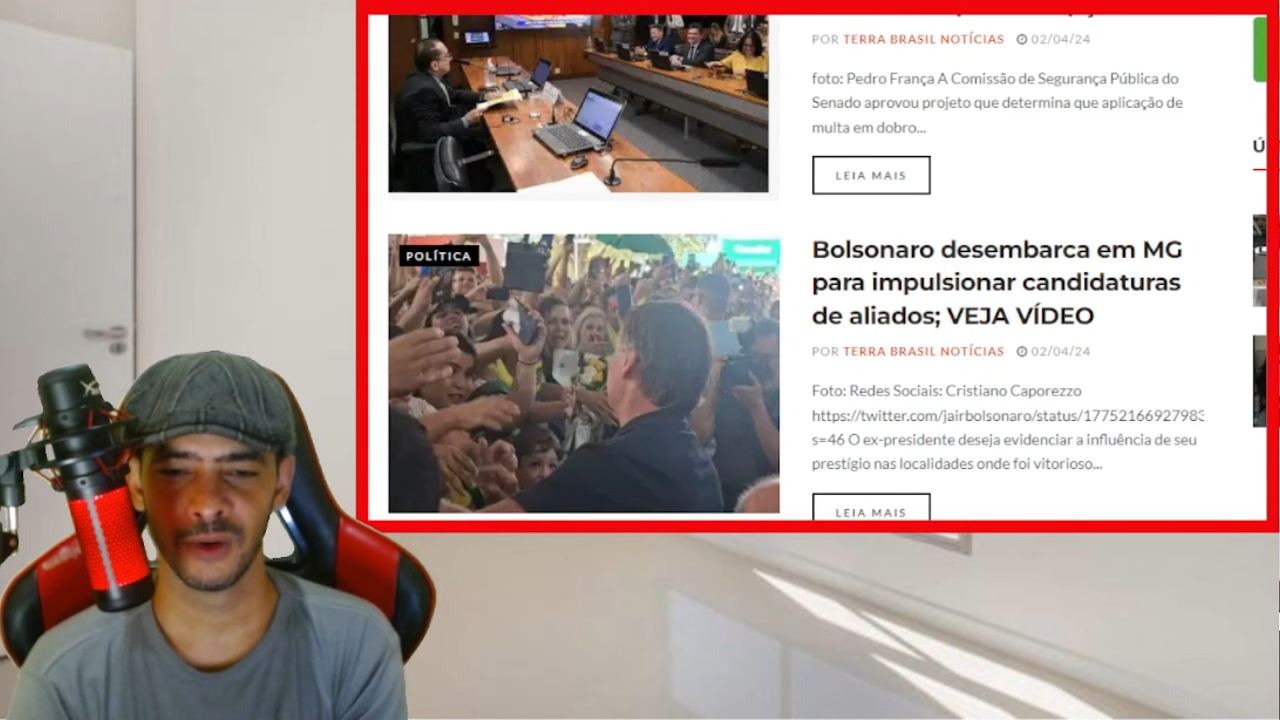 POR TERRA BRASIL NOTÍCIAS 02/04/24
foto: Pedro França A Comissão de Segurança Pública do
Senado aprovou projeto que determina que aplicação de
multa em dobro...
LEIA MAIS
POLÍTICA
Bolsonaro desembarca em MG
para impulsionar candidaturas
de aliados; VEJA VÍDEO
POR TERRA BRASIL NOTÍCIAS 02/04/24
Foto: Redes Sociais: Cristiano Caporezzo
https://twitter.com/jairbolsonaro/status/17752166927983
s=46 O ex-presidente deseja evidenciar a influência de seu
prestígio nas localidades onde foi vitorioso...
LEIA MAIS